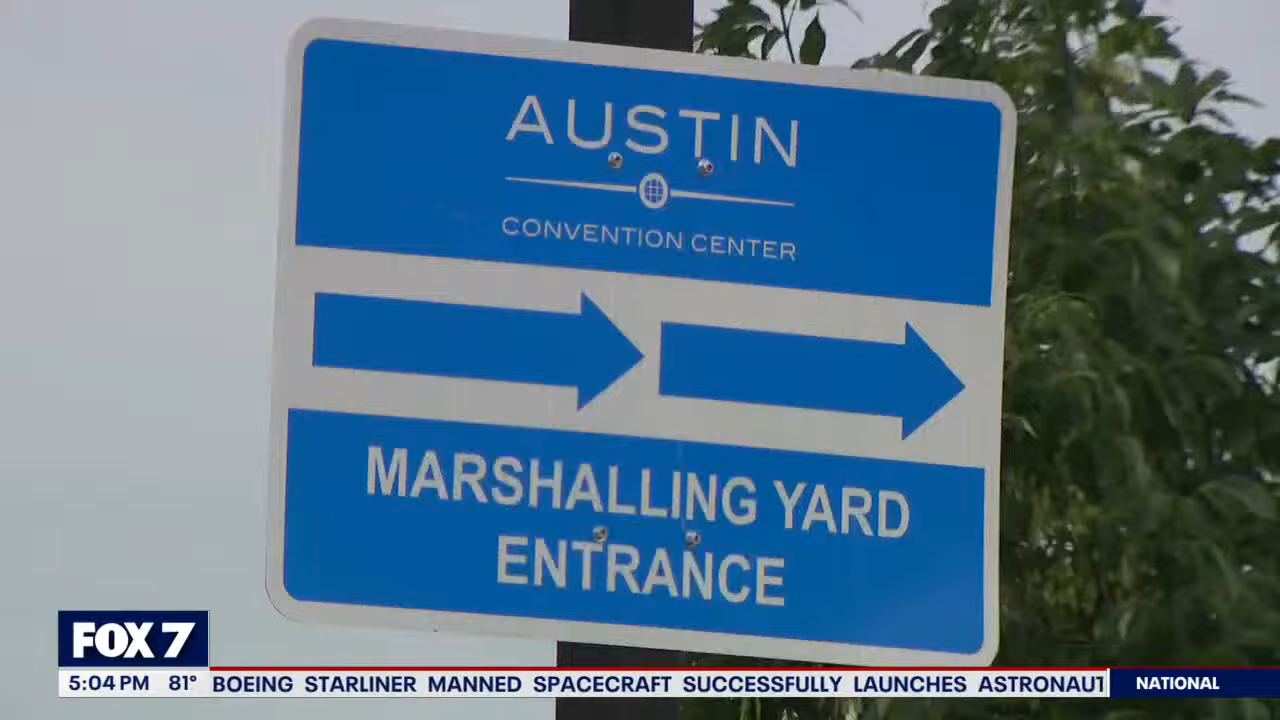 AUSTIN
CONVENTION CENTER
MARSHALLING YARD
ENTRANCE
FOX 7
5:04 PM 81° BOEING STARLINER MANNED SPACECRAFT SUCCESSFULLY LAUNCHES ASTRONAUT NATIONAL